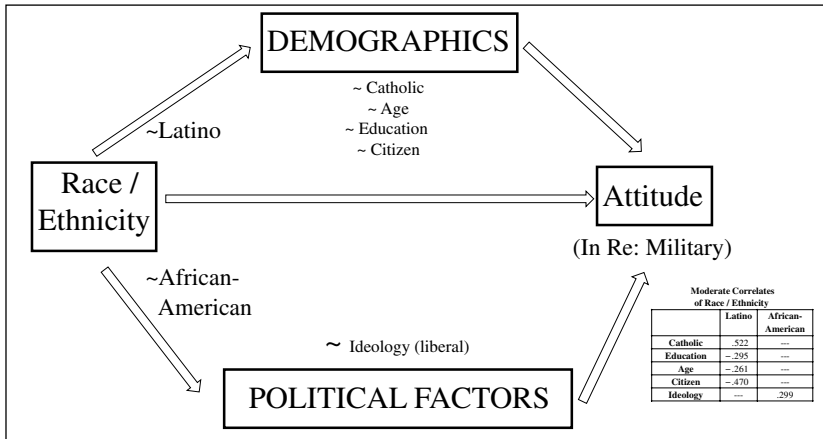 DEMOGRAPHICS
~ Catholic
~ Age
~ Education
~ Citizen
~Latino
Race /
Ethnicity
Attitude
(In Re: Military)
~African-
American
~ Ideology (liberal)
POLITICAL FACTORS
Moderate Correlates
of Race / Ethnicity
Latino African-
American
Catholic .522 ---
Education –.295 ---
Age –.261 ---
Citizen –.470 ---
Ideology --- .299